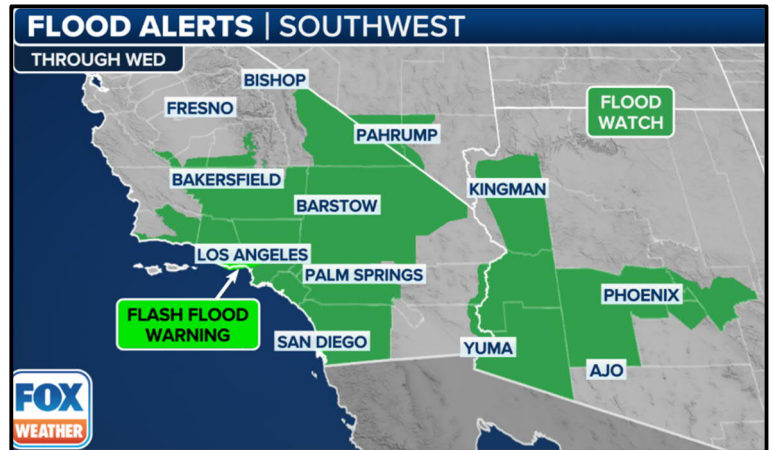 FLOOD ALERTS | SOUTHWEST
THROUGH WED
BISHOP
FRESNO
FLOOD
WATCH
PAHRUMP
BAKERSFIELD
KINGMAN
BARSTOW
LOS ANGELES
PALM SPRINGS
PHOENIX
FLASH FLOOD
WARNING
SAN DIEGO
YUMA
AJO
FOX
WEATHER